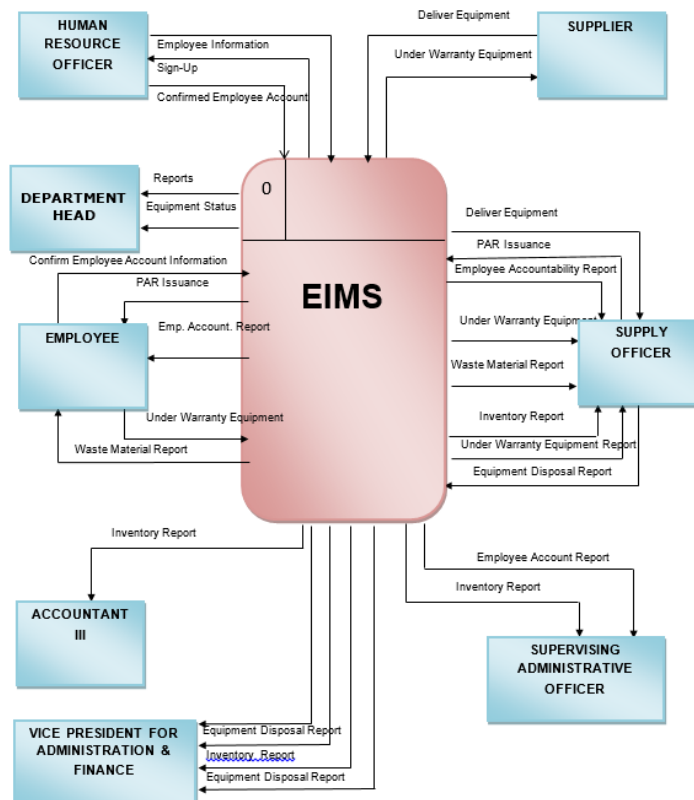 HUMAN
RESOURCE
OFFICER
Employee Information
Sign-Up
Confirmed Employee Account
Deliver Equipment
Under Warranty Equipment
SUPPLIER
DEPARTMENT
HEAD
Reports
Equipment Status
0
EIMS
Confirm Employee Account Information
PAR Issuance
Emp. Account. Report
EMPLOYEE
Under Warranty Equipment
Waste Material Report
Deliver Equipment
PAR Issuance
Employee Accountability Report
Under Warranty Equipment
Waste Material Report
Inventory Report
Under Warranty Equipment Report
Equipment Disposal Report
SUPPLY
OFFICER
Inventory Report
ACCOUNTANT
III
Employee Account Report
Inventory Report
SUPERVISING
ADMINISTRATIVE
OFFICER
VICE PRESIDENT FOR
ADMINISTRATION &
FINANCE
Equipment Disposal Report
Inventory. Report
Equipment Disposal Report